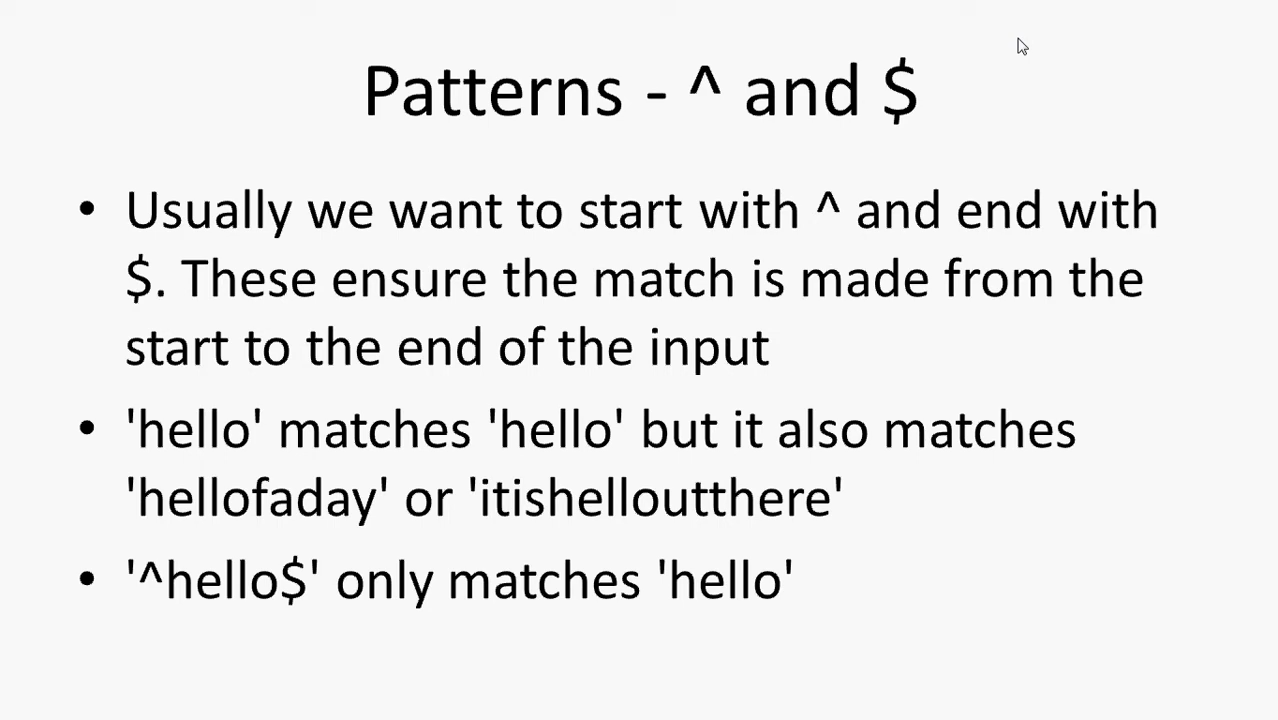 Patterns - ^ and $
• Usually we want to start with ^ and end with
$. These ensure the match is made from the
start to the end of the input
• 'hello' matches 'hello' but it also matches
'hellofaday' or 'itishelloutthere'
• '^hello$' only matches 'hello'